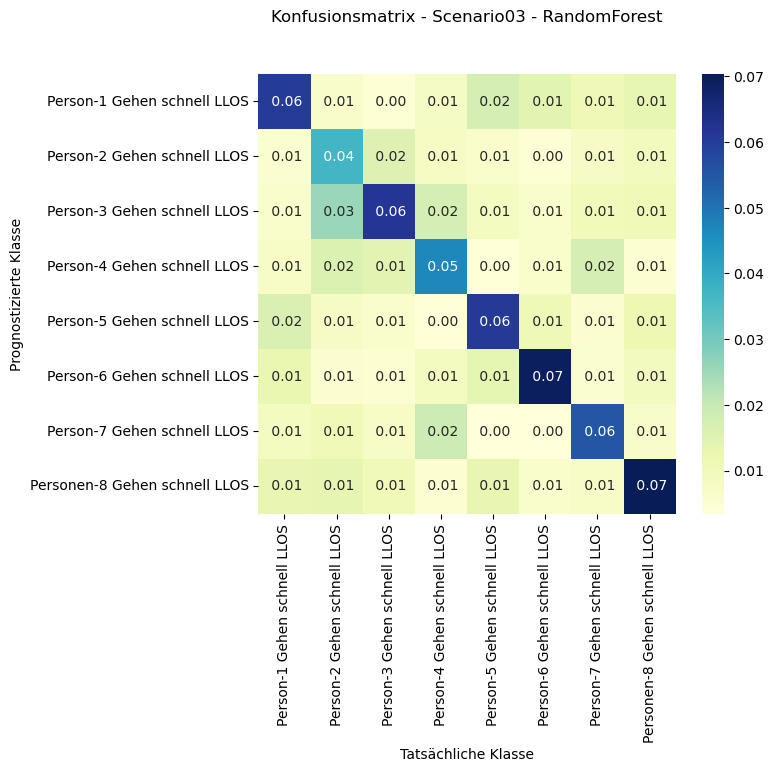 Konfusionsmatrix - Scenario03 - RandomForest
Prognostizierte Klasse
Person-1 Gehen schnell LLOS 0.06 0.01 0.00 0.01 0.02 0.01 0.01 0.01
Person-2 Gehen schnell LLOS 0.01 0.04 0.02 0.01 0.01 0.00 0.01 0.01
Person-3 Gehen schnell LLOS 0.01 0.03 0.06 0.02 0.01 0.01 0.01 0.01
Person-4 Gehen schnell LLOS 0.01 0.02 0.01 0.05 0.00 0.01 0.02 0.01
Person-5 Gehen schnell LLOS 0.02 0.01 0.01 0.00 0.06 0.01 0.01 0.01
Person-6 Gehen schnell LLOS 0.01 0.01 0.01 0.01 0.01 0.07 0.01 0.01
Person-7 Gehen schnell LLOS 0.01 0.01 0.01 0.02 0.00 0.00 0.06 0.01
Personen-8 Gehen schnell LLOS 0.01 0.01 0.01 0.01 0.01 0.01 0.01 0.07
Person-1 Gehen schnell LLOS
Person-2 Gehen schnell LLOS
Person-3 Gehen schnell LLOS
Person-4 Gehen schnell LLOS
Person-5 Gehen schnell LLOS
Person-6 Gehen schnell LLOS
Person-7 Gehen schnell LLOS
Personen-8 Gehen schnell LLOS
Tatsächliche Klasse
0.07
0.06
0.05
0.04
0.03
0.02
0.01